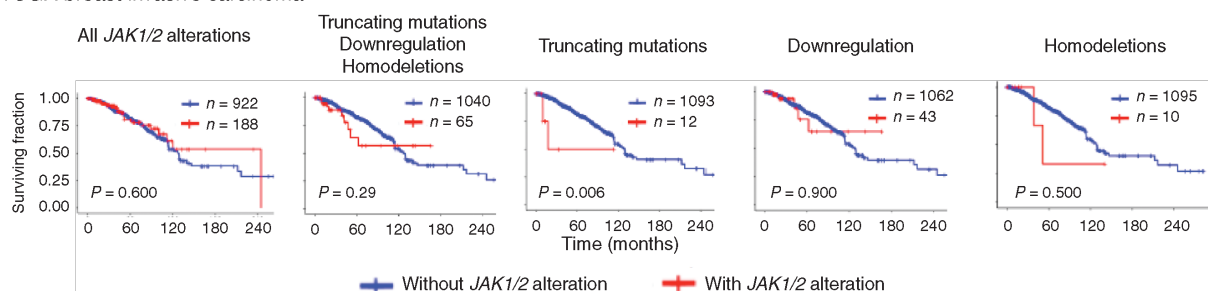 All JAK1/2 alterations
Truncating mutations
Downregulation
Homodeletions
Truncating mutations
Downregulation
Homodeletions
Surviving fraction
1.00
0.75
0.50
0.25
0.00
n = 922
n = 188
P = 0.600
0 60 120 180 240
n = 1040
n = 65
P = 0.29
0 60 120 180 240
n = 1093
n = 12
P = 0.006
0 60 120 180 240
n = 1062
n = 43
P = 0.900
0 60 120 180 240
n = 1095
n = 10
P = 0.500
0 60 120 180 240
Time (months)
Without JAK1/2 alteration
With JAK1/2 alteration